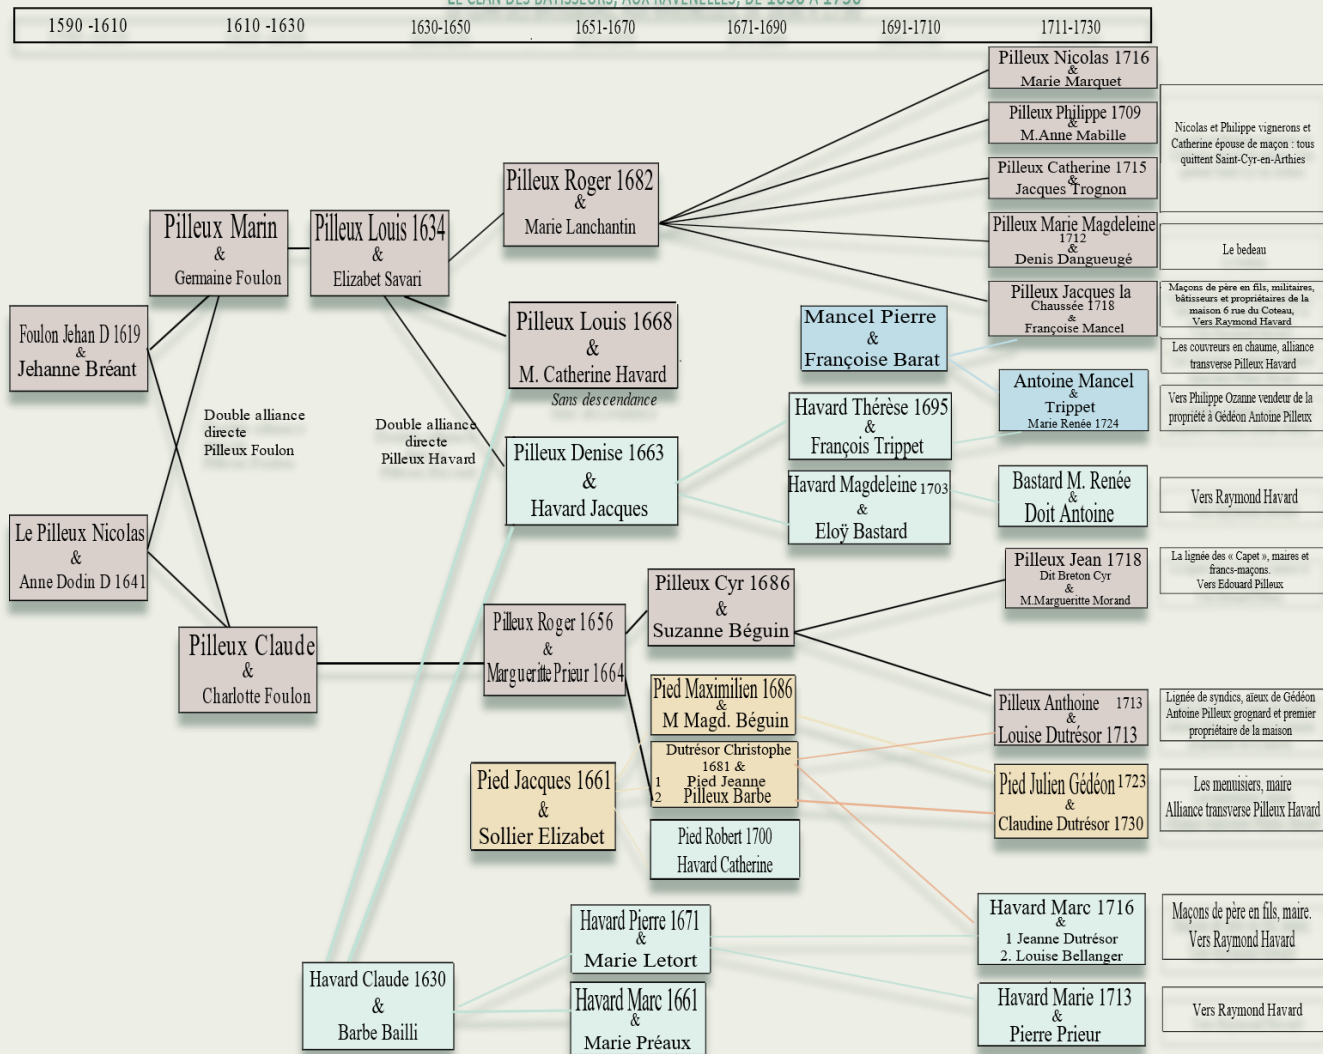 LE CLAN DES BATISSEURS, AUX RAVENELLES, DE 1630 A 1730
1590 -1610
1610 -1630
1630-1650
1651-1670
1671-1690
1691-1710
1711-1730
Pilleux Nicolas 1716
&
Marie Marquet
Pilleux Philippe 1709
&
M.Anne Mabille
Nicolas et Philippe vignerons et
Catherine épouse de maçon : tous
quittent Saint-Cyr-en-Arthies
Pilleux Catherine 1715
&
Jacques Trognon
Pilleux Roger 1682
&
Marie Lanchantin
Pilleux Marin
&
Germaine Foulon
Pilleux Louis 1634
&
Elizabet Savari
Pilleux Marie Magdeleine
1712
&
Denis Dangueugé
Le bedeau
Pilleux Jacques la
Chaussée 1718
&
Françoise Mancel
Maçons de père en fils, militaires,
bâtisseurs et propriétaires de la
maison 6 rue du Coteau,
Vers Raymond Havard
Foulon Jehan D 1619
&
Jehanne Bréant
Pilleux Louis 1668
&
M. Catherine Havard
Sans descendance
Mancel Pierre
&
Françoise Barat
Les couvreurs en chaume, alliance
transverse Pilleux Havard
Antoine Mancel
&
Trippet
Marie Renée 1724
Vers Philippe Ozanne vendeur de la
propriété à Gédéon Antoine Pilleux
Double alliance
directe
Pilleux Foulon
Double alliance
directe
Pilleux Havard
Havard Thérèse 1695
&
François Trippet
Pilleux Denise 1663
&
Havard Jacques
Havard Magdeleine 1703
&
Eloÿ Bastard
Bastard M. Renée
&
Doit Antoine
Vers Raymond Havard
Le Pilleux Nicolas
&
Anne Dodin D 1641
Pilleux Jean 1718
Dit Breton Cyr
&
M.Margueritte Morand
La lignée des « Capet », maires et
francs-maçons.
Vers Edouard Pilleux
Pilleux Cyr 1686
&
Suzanne Béguin
Pilleux Roger 1656
&
Margueritte Prieur 1664
Pilleux Claude
&
Charlotte Foulon
Pied Maximilien 1686
&
M Magd. Béguin
Pilleux Anthoine 1713
&
Louise Dutrésor 1713
Lignée de syndics, aïeux de Gédéon
Antoine Pilleux grognard et premier
propriétaire de la maison
Dutrésor Christophe
1681 &
1 Pied Jeanne
2 Pilleux Barbe
Pied Jacques 1661
&
Sollier Elizabet
Pied Julien Gédéon 1723
&
Claudine Dutrésor 1730
Les menuisiers, maire
Alliance transverse Pilleux Havard
Pied Robert 1700
Havard Catherine
Havard Pierre 1671
&
Marie Letort
Havard Marc 1716
&
1 Jeanne Dutrésor
2. Louise Bellanger
Maçons de père en fils, maire.
Vers Raymond Havard
Havard Claude 1630
&
Barbe Bailli
Havard Marc 1661
&
Marie Préaux
Havard Marie 1713
&
Pierre Prieur
Vers Raymond Havard